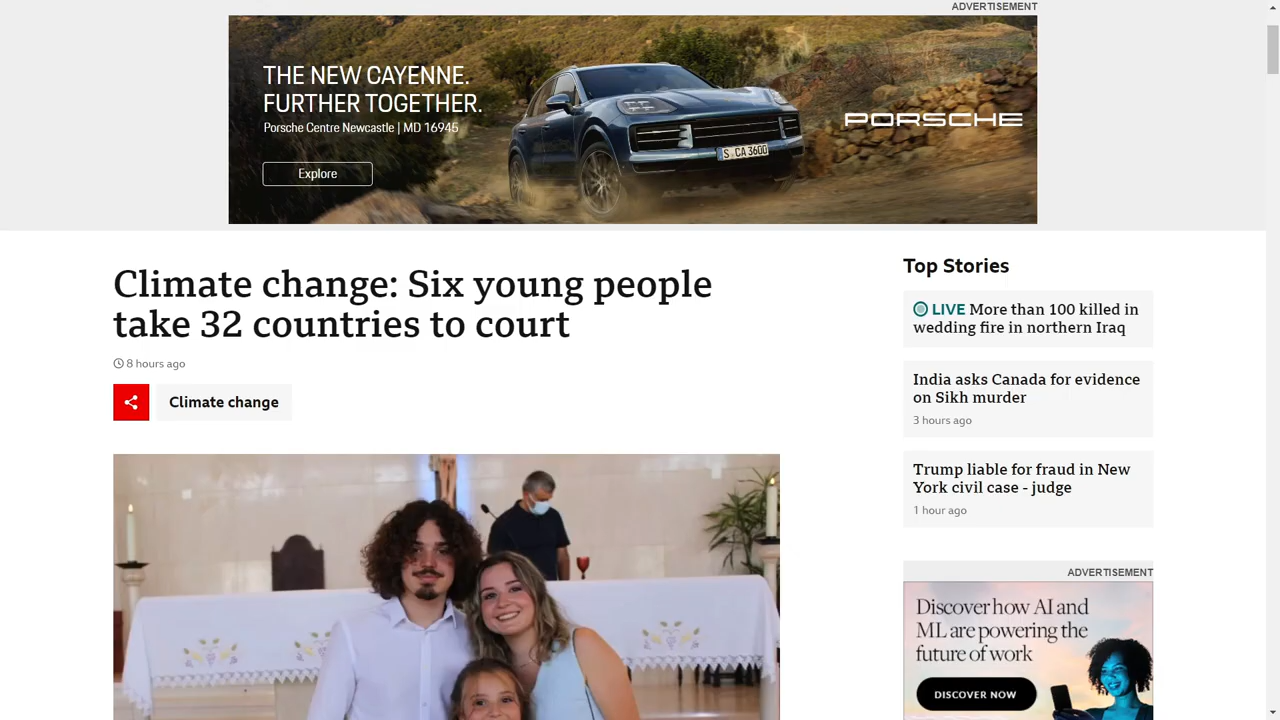 ADVERTISEMENT
THE NEW CAYENNE.
FURTHER TOGETHER.
Porsche Centre Newcastle | MD 16945
Explore
PORSCHE
S CA 3600
Climate change: Six young people
take 32 countries to court
8 hours ago
Climate change
Top Stories
LIVE More than 100 killed in
wedding fire in northern Iraq
India asks Canada for evidence
on Sikh murder
3 hours ago
Trump liable for fraud in New
York civil case - judge
1 hour ago
ADVERTISEMENT
Discover how AI and
ML are powering the
future of work
DISCOVER NOW